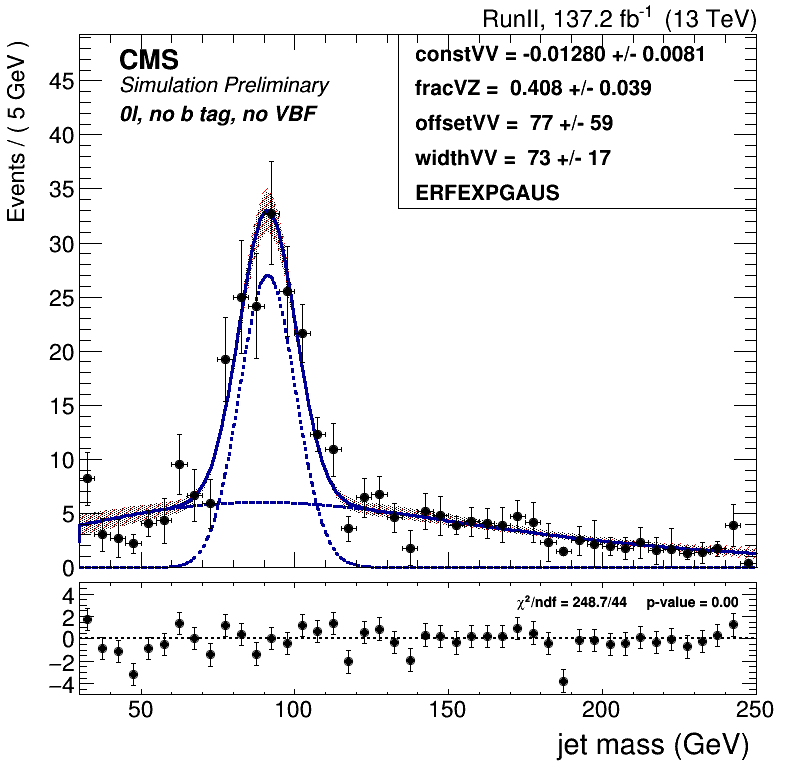 RunII, 137.2 fb⁻¹ (13 TeV)
CMS
Simulation Preliminary
0l, no b tag, no VBF
constVV = -0.01280 +/- 0.0081
fracVZ = 0.408 +/- 0.039
offsetVV = 77 +/- 59
widthVV = 73 +/- 17
ERFEXPGAUS
Events / ( 5 GeV )
45
40
35
30
25
20
15
10
5
0
χ²/ndf = 248.7/44 p-value = 0.00
4
2
0
−2
−4
50 100 150 200 250
jet mass (GeV)